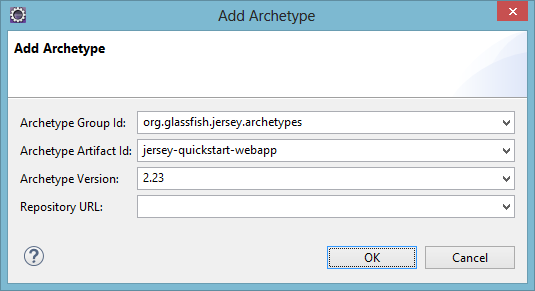 Add Archetype
Add Archetype
Archetype Group Id: org.glassfish.jersey.archetypes
Archetype Artifact Id: jersey-quickstart-webapp
Archetype Version: 2.23
Repository URL:
? OK Cancel